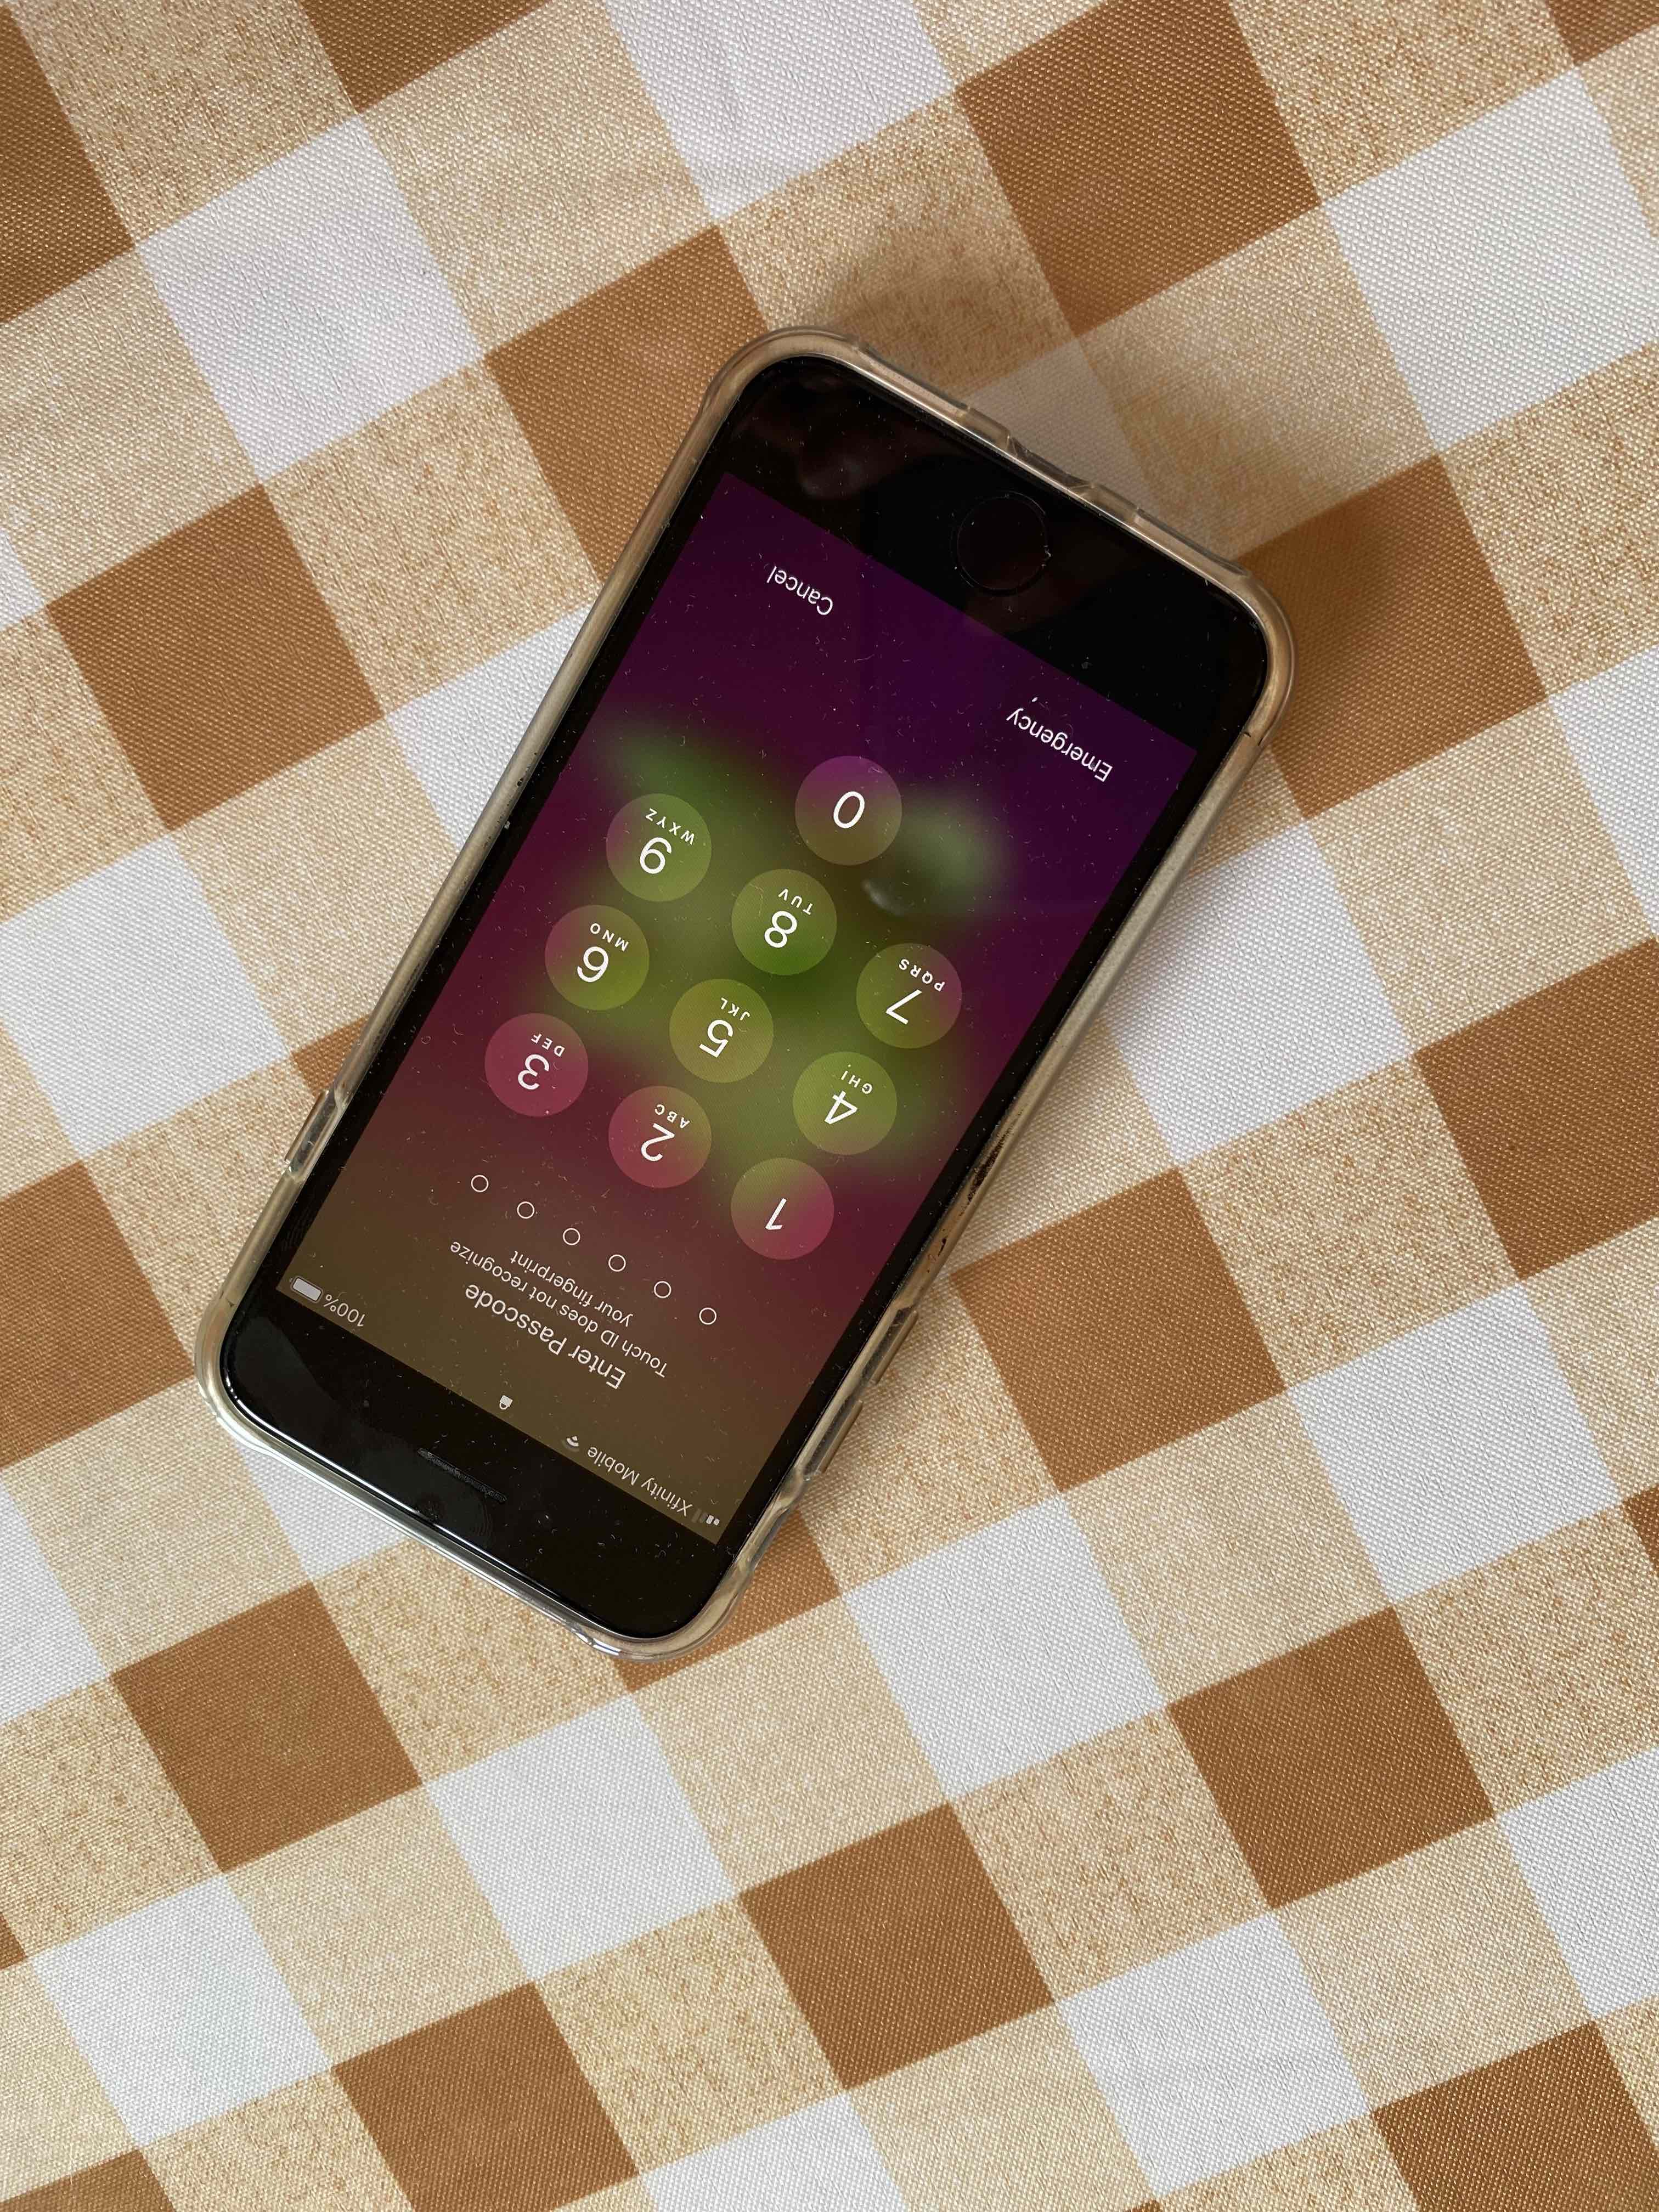 Xfinity Mobile 100%
Enter Passcode
Touch ID does not recognize
your fingerprint
1 2 3
ABC DEF
4 5 6
GHI JKL MNO
7 8 9
PQRS TUV WXYZ
0
Emergency Cancel